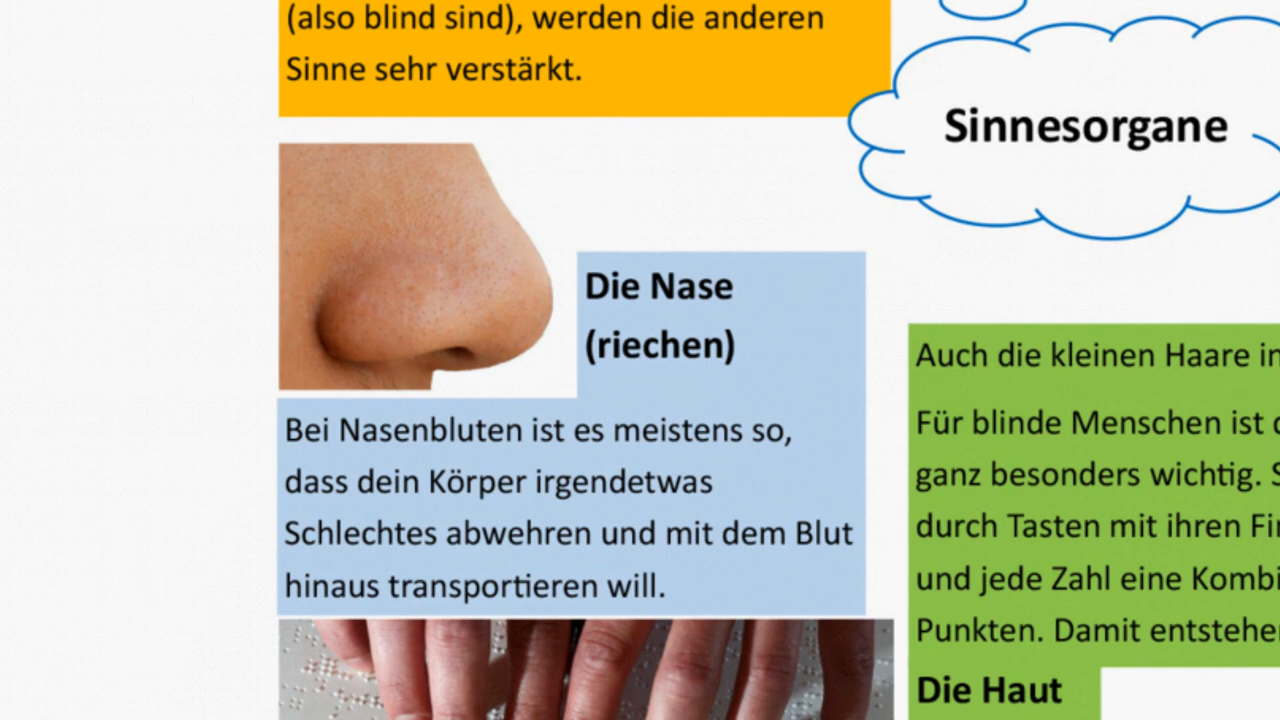 (also blind sind), werden die anderen
Sinne sehr verstärkt.
Sinnesorgane
Die Nase
(riechen)
Bei Nasenbluten ist es meistens so,
dass dein Körper irgendetwas
Schlechtes abwehren und mit dem Blut
hinaus transportieren will.
Auch die kleinen Haare
Für blinde Menschen ist
ganz besonders wichtig.
durch Tasten mit ihren
und jede Zahl eine
Punkten. Damit
Die Haut